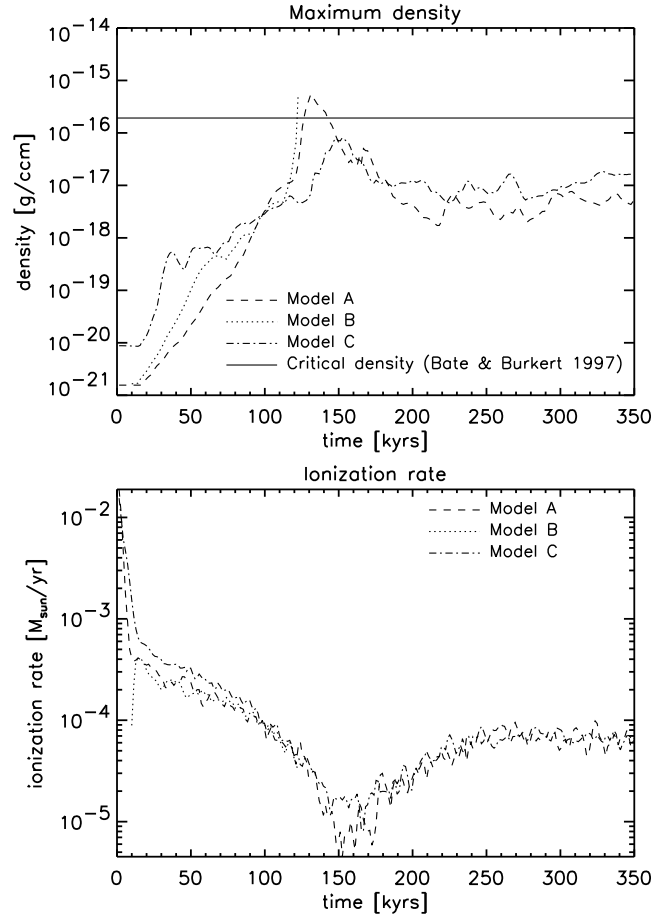 Maximum density
10⁻¹⁴
10⁻¹⁵
10⁻¹⁶
10⁻¹⁷
10⁻¹⁸
10⁻¹⁹
10⁻²⁰
10⁻²¹
density [g/ccm]
Model A
Model B
Model C
Critical density (Bate & Burkert 1997)
0 50 100 150 200 250 300 350
time [kyrs]
Ionization rate
10⁻²
10⁻³
10⁻⁴
10⁻⁵
ionization rate [M_sun/yr]
Model A
Model B
Model C
0 50 100 150 200 250 300 350
time [kyrs]